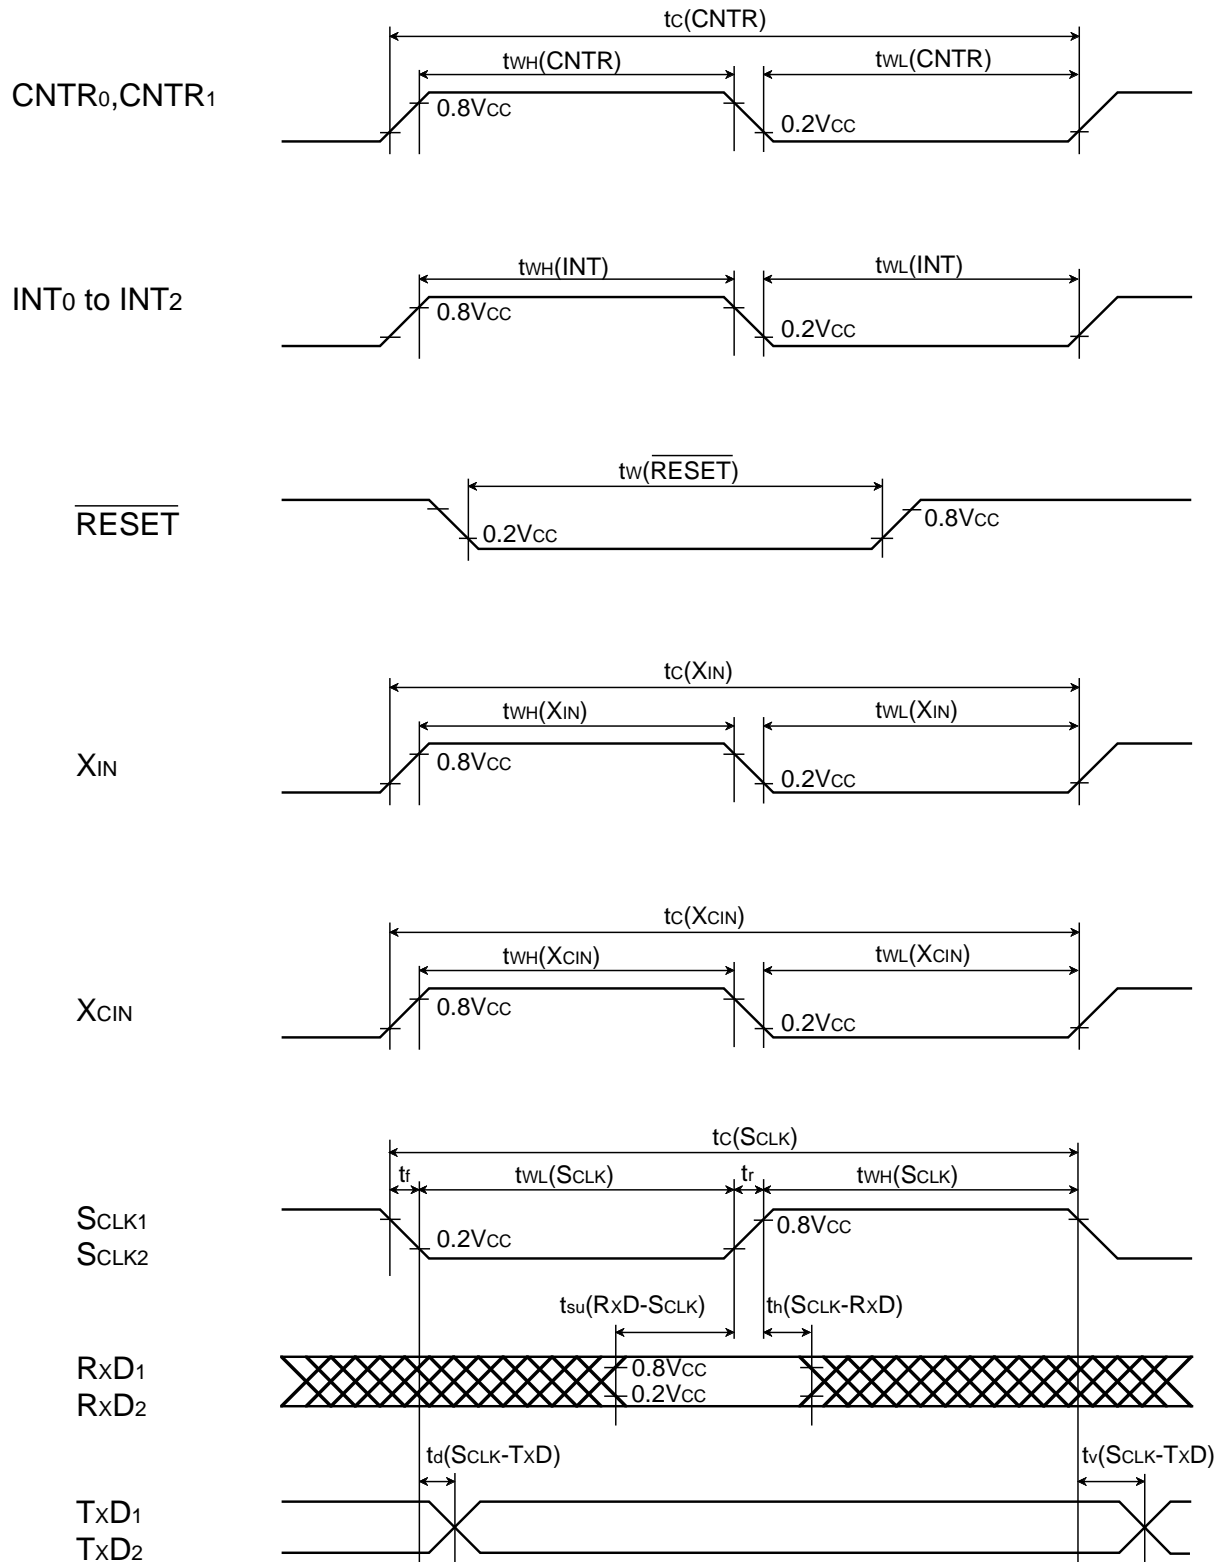 tC(CNTR)
tWH(CNTR)
tWL(CNTR)
CNTR0,CNTR1
0.8VCC
0.2VCC
tWH(INT)
tWL(INT)
INT0 to INT2
0.8VCC
0.2VCC
tW(RESET)
RESET
0.2VCC
0.8VCC
tC(XIN)
tWH(XIN)
tWL(XIN)
XIN
0.8VCC
0.2VCC
tC(XCIN)
tWH(XCIN)
tWL(XCIN)
XCIN
0.8VCC
0.2VCC
tC(SCLK)
tf
tWL(SCLK)
tr
tWH(SCLK)
SCLK1
SCLK2
0.2VCC
0.8VCC
tsu(RXD-SCLK)
th(SCLK-RXD)
RXD1
RXD2
0.8VCC
0.2VCC
td(SCLK-TXD)
tv(SCLK-TXD)
TXD1
TXD2